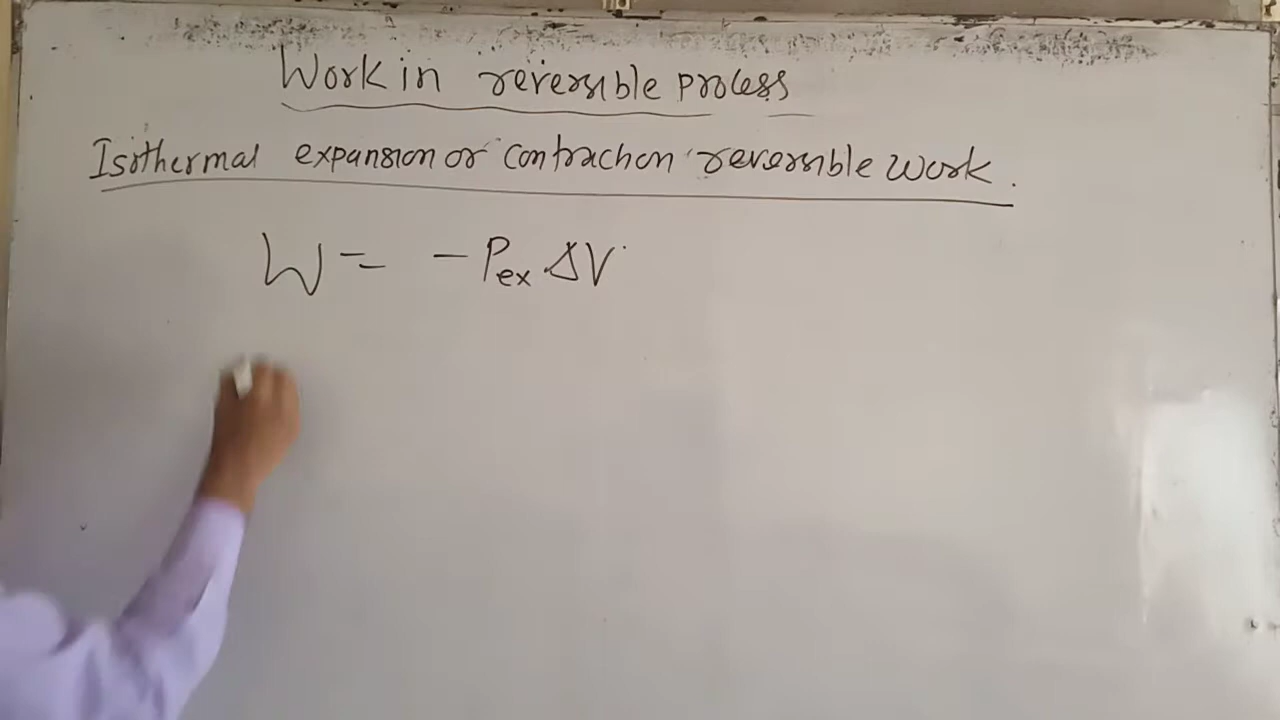 Work in reversible process
Isothermal expansion or contraction reversible work.
W = - Pex ΔV